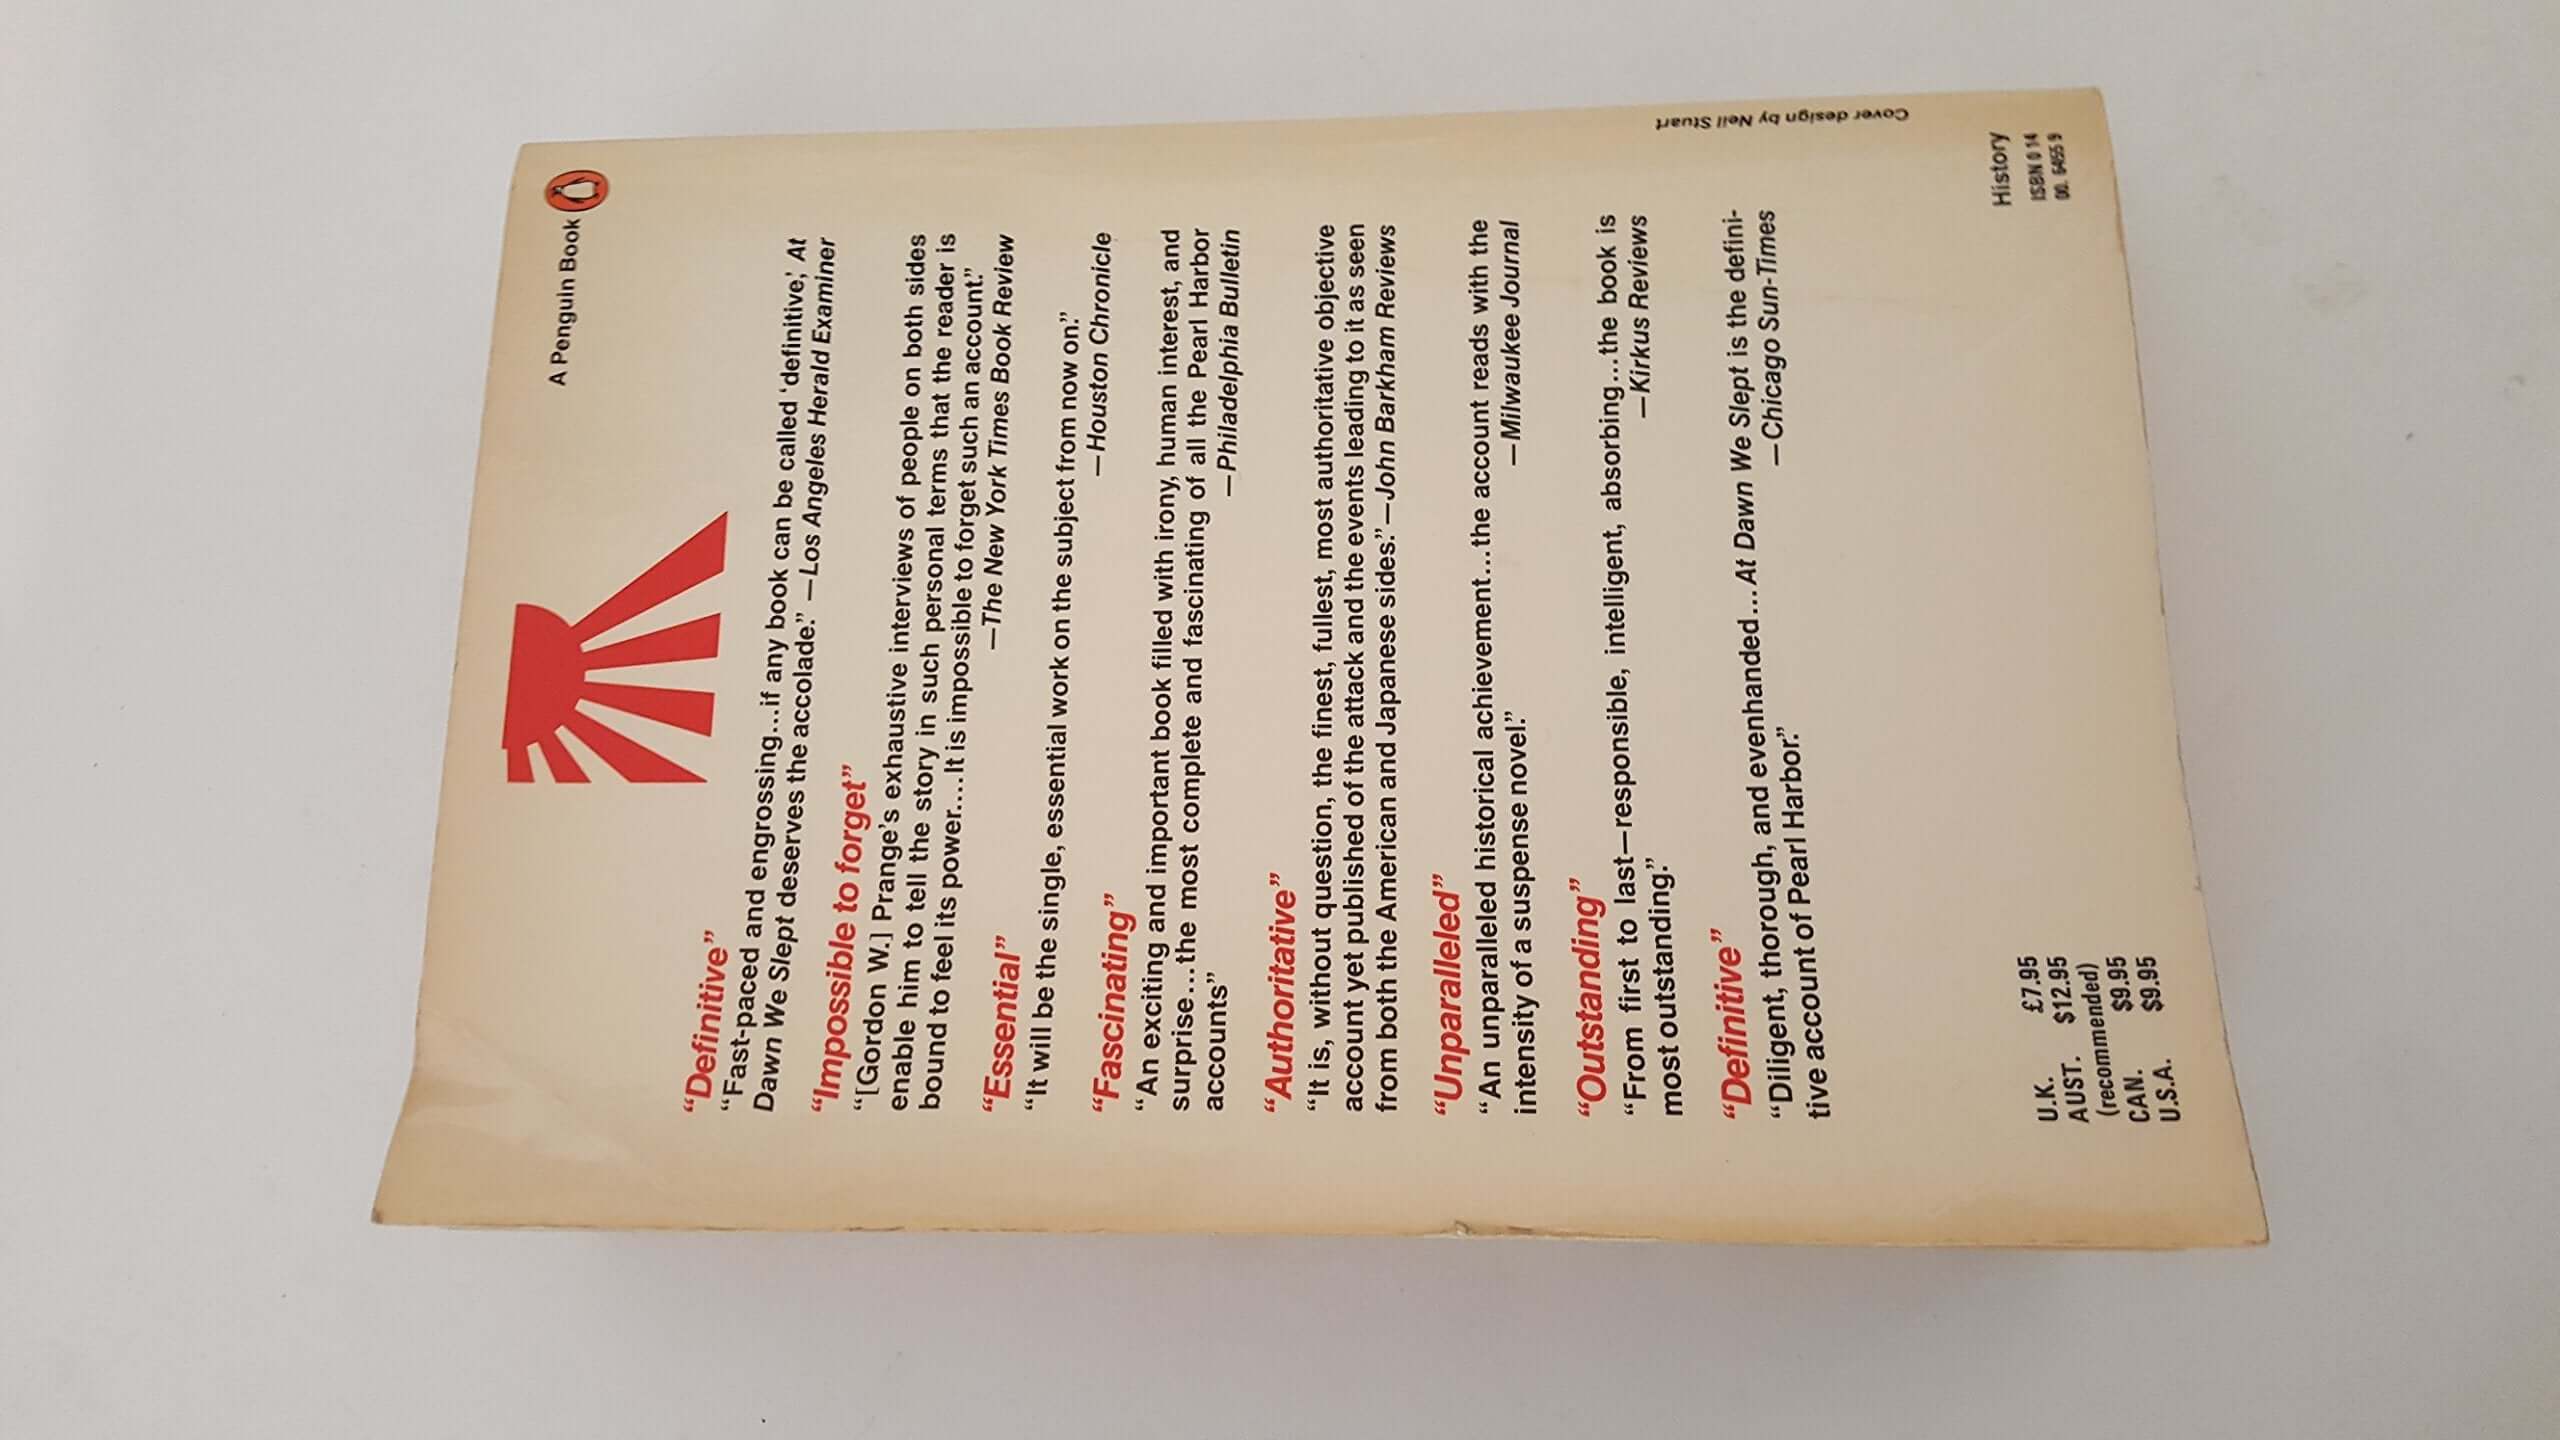 A Penguin Book
“Definitive”
“Fast-paced and engrossing...if any book can be called ‘definitive,’ At
Dawn We Slept deserves the accolade.” —Los Angeles Herald Examiner
“Impossible to forget”
“[Gordon W.] Prange’s exhaustive interviews of people on both sides
enable him to tell the story in such personal terms that the reader is
bound to feel its power....It is impossible to forget such an account.”
—The New York Times Book Review
“Essential”
“It will be the single, essential work on the subject from now on.”
—Houston Chronicle
“Fascinating”
“An exciting and important book filled with irony, human interest, and
surprise...the most complete and fascinating of all the Pearl Harbor
accounts”
—Philadelphia Bulletin
“Authoritative”
“It is, without question, the finest, fullest, most authoritative objective
account yet published of the attack and the events leading to it as seen
from both the American and Japanese sides.”—John Barkham Reviews
“Unparalleled”
“An unparalleled historical achievement...the account reads with the
intensity of a suspense novel.”
—Milwaukee Journal
“Outstanding”
“From first to last—responsible, intelligent, absorbing...the book is
most outstanding.”
—Kirkus Reviews
“Definitive”
“Diligent, thorough, and evenhanded...At Dawn We Slept is the defini-
tive account of Pearl Harbor.”
—Chicago Sun-Times
Cover design by Neil Stuart
U.K. £7.95
AUST. $12.95
(recommended)
CAN. $9.95
U.S.A. $9.95
History
ISBN 0 14
00. 6455 9